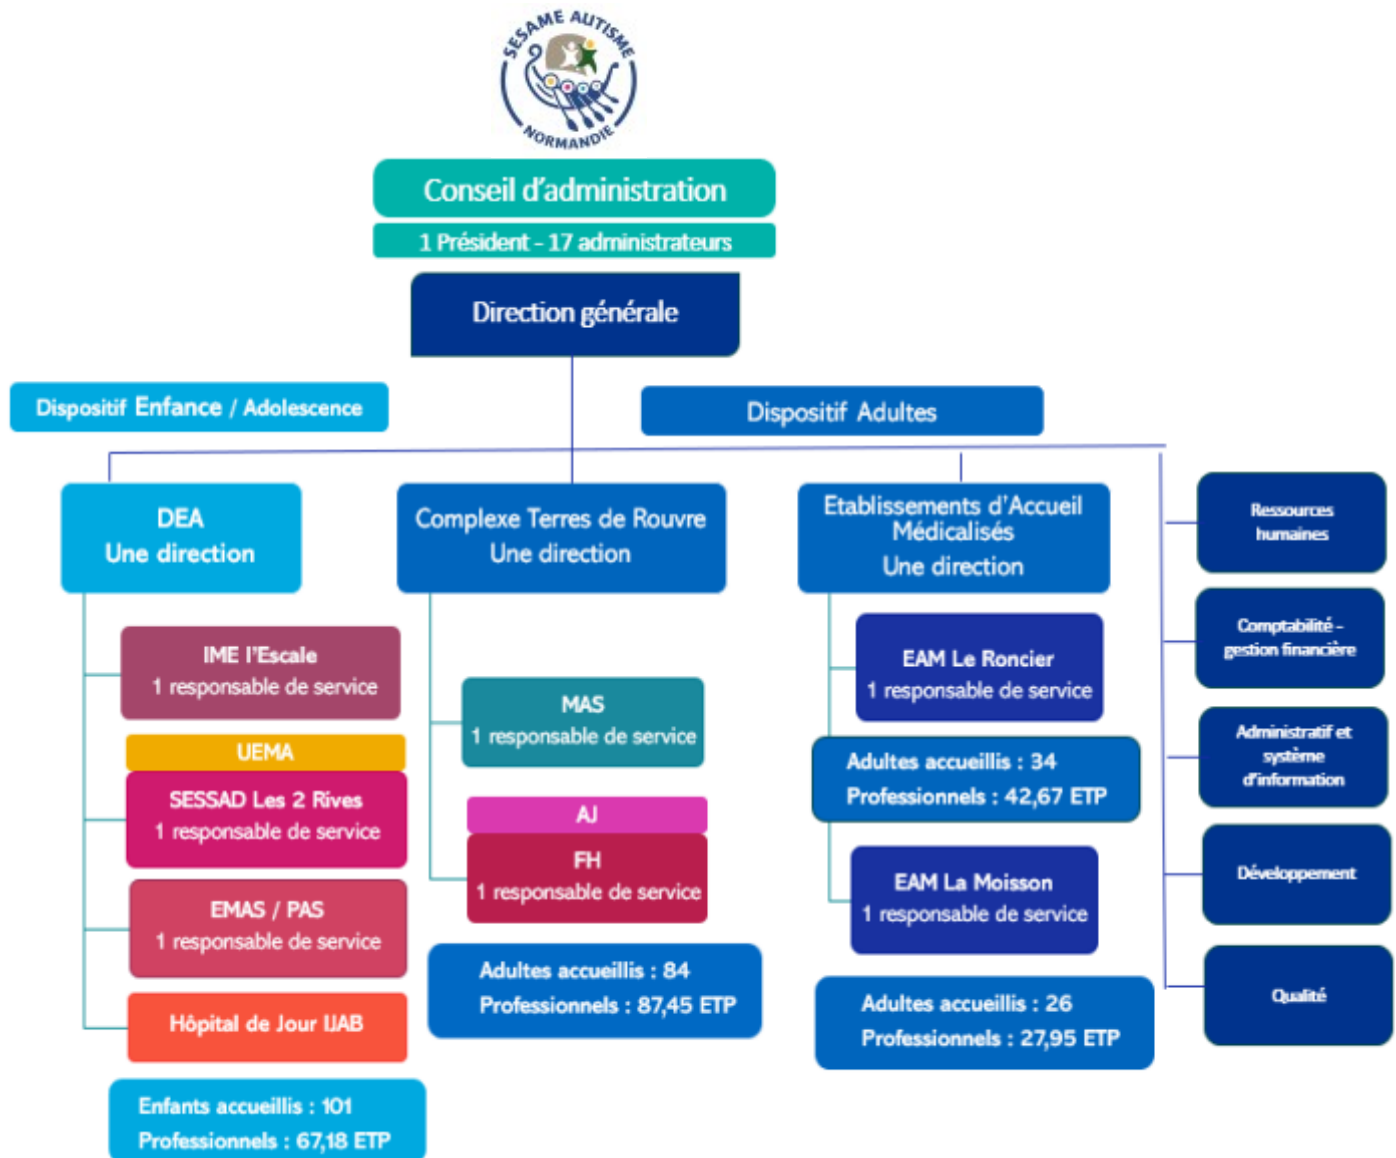 SESAME AUTISME
NORMANDIE
Conseil d'administration
1 Président - 17 administrateurs
Direction générale
Dispositif Enfance / Adolescence
Dispositif Adultes
DEA
Une direction
IME l'Escale
1 responsable de service
UEMA
SESSAD Les 2 Rives
1 responsable de service
EMAS / PAS
1 responsable de service
Hôpital de Jour IJAB
Enfants accueillis : 101
Professionnels : 67,18 ETP
Complexe Terres de Rouvre
Une direction
MAS
1 responsable de service
AJ
FH
1 responsable de service
Adultes accueillis : 84
Professionnels : 87,45 ETP
Etablissements d'Accueil
Médicalisés
Une direction
EAM Le Roncier
1 responsable de service
Adultes accueillis : 34
Professionnels : 42,67 ETP
EAM La Moisson
1 responsable de service
Adultes accueillis : 26
Professionnels : 27,95 ETP
Ressources
humaines
Comptabilité -
gestion financière
Administratif et
système
d'information
Développement
Qualité